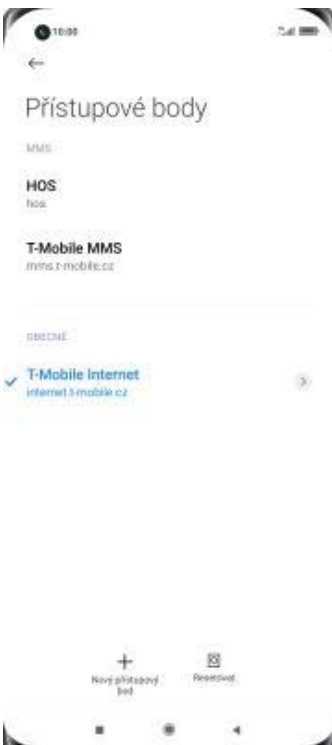 10:00
Přístupové body
MMS
HOS
hos
T-Mobile MMS
mms.t-mobile.cz
OBECNÉ
T-Mobile Internet
internet.t-mobile.cz
Nový přístupový
bod
Resetovat